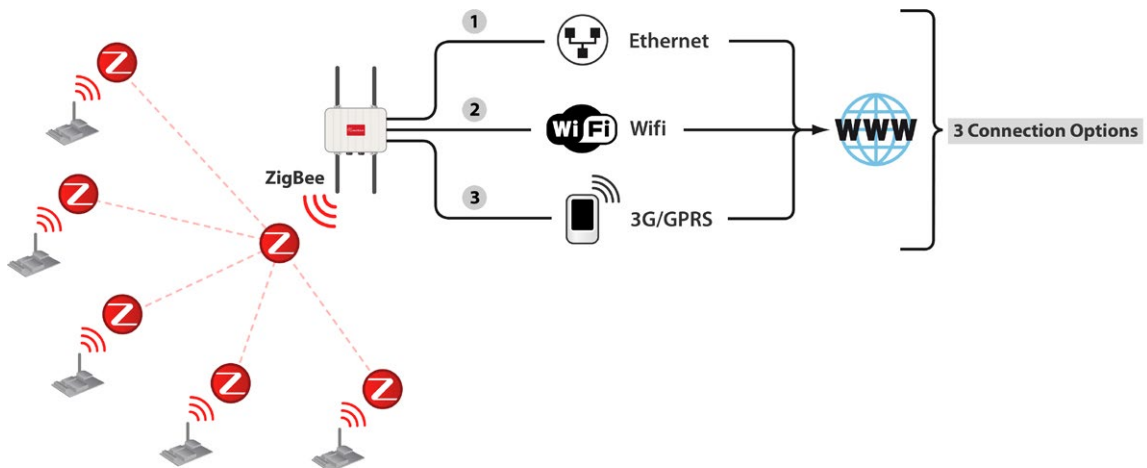 1
Ethernet
2
WiFi
Wifi
WWW
3 Connection Options
ZigBee
3
3G/GPRS
Z
Z
Z
Z
Z
Z